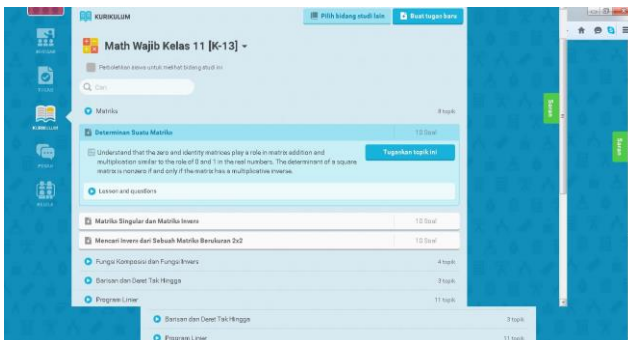 KURIKULUM
Pilih bidang studi lain
Buat tugas baru
Math Wajib Kelas 11 [K-13]
Perbolehkan siswa untuk melihat bidang studi ini
Cari
Matriks
8 topik
Determinan Suatu Matriks
10 Soal
Understand that the zero and identity matrices play a role in matrix addition and
multiplication similar to the role of 0 and 1 in the real numbers. The determinant of a square
matrix is nonzero if and only if the matrix has a multiplicative inverse.
Tugaskan topik ini
Lesson and questions
Matriks Singular dan Matriks Invers
10 Soal
Mencari Invers dari Sebuah Matriks Berukuran 2x2
10 Soal
Fungsi Komposisi dan Fungsi Invers
4 topik
Barisan dan Deret Tak Hingga
3 topik
Program Linier
11 topik
Barisan dan Deret Tak Hingga
3 topik
Program Linier
11 topik
TUGAS
KURIKULUM
Saran
Saran